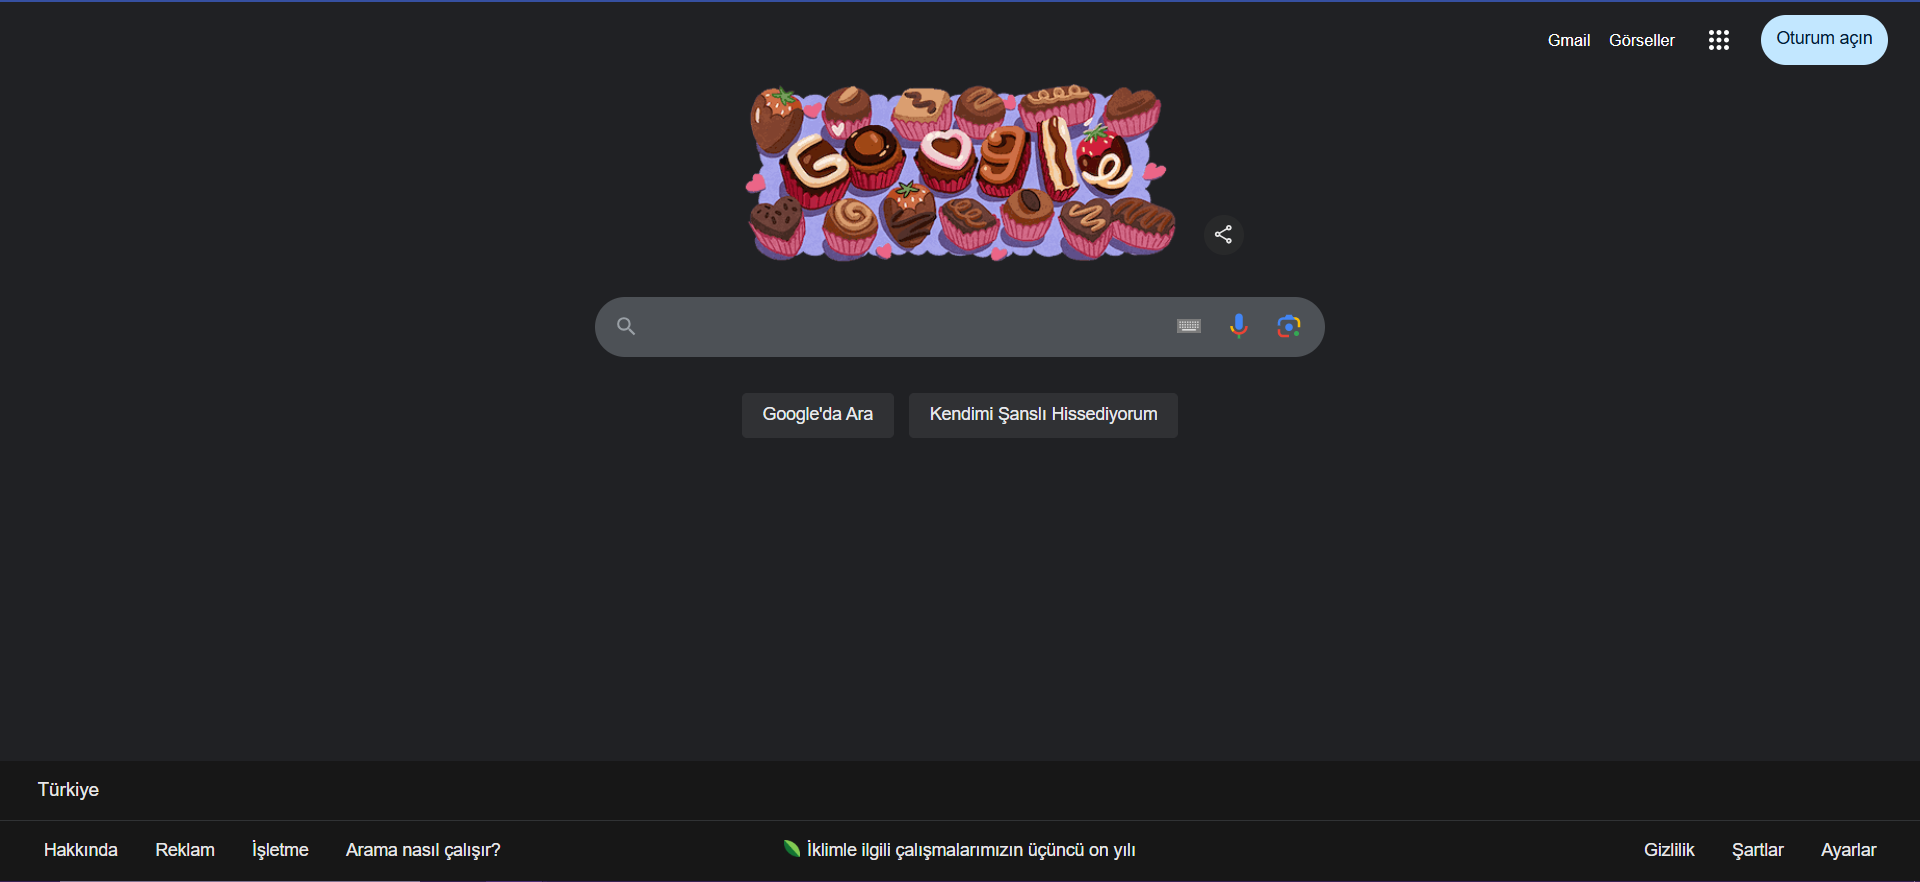 Gmail Görseller Oturum açın
Google
Google'da Ara Kendimi Şanslı Hissediyorum
Türkiye
Hakkında Reklam İşletme Arama nasıl çalışır? İklimle ilgili çalışmalarımızın üçüncü on yılı Gizlilik Şartlar Ayarlar